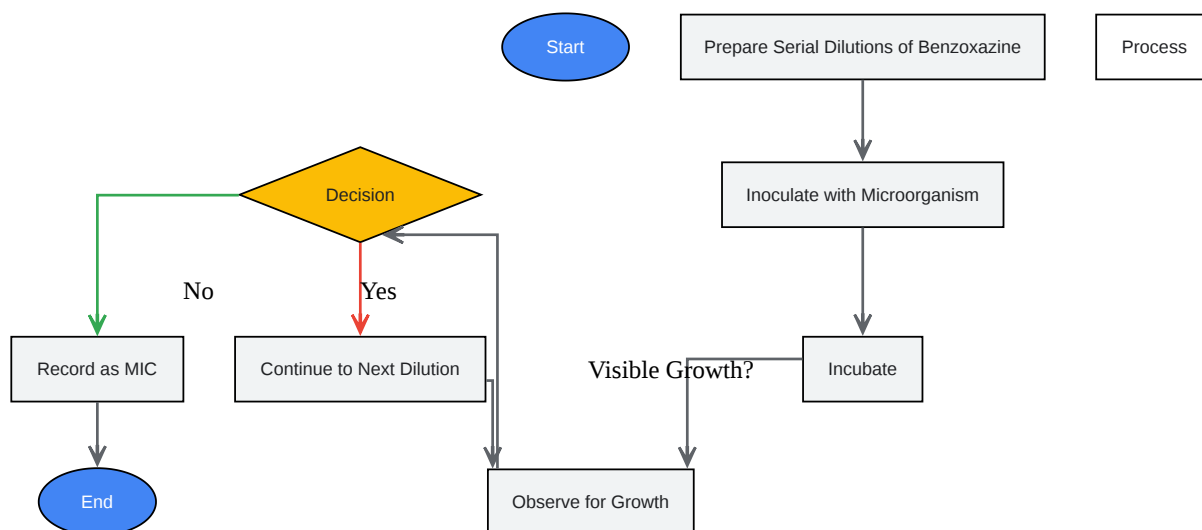 Start
Prepare Serial Dilutions of Benzoxazine
Process
Decision
Inoculate with Microorganism
No
Yes
Record as MIC
Continue to Next Dilution
Visible Growth?
Incubate
End
Observe for Growth